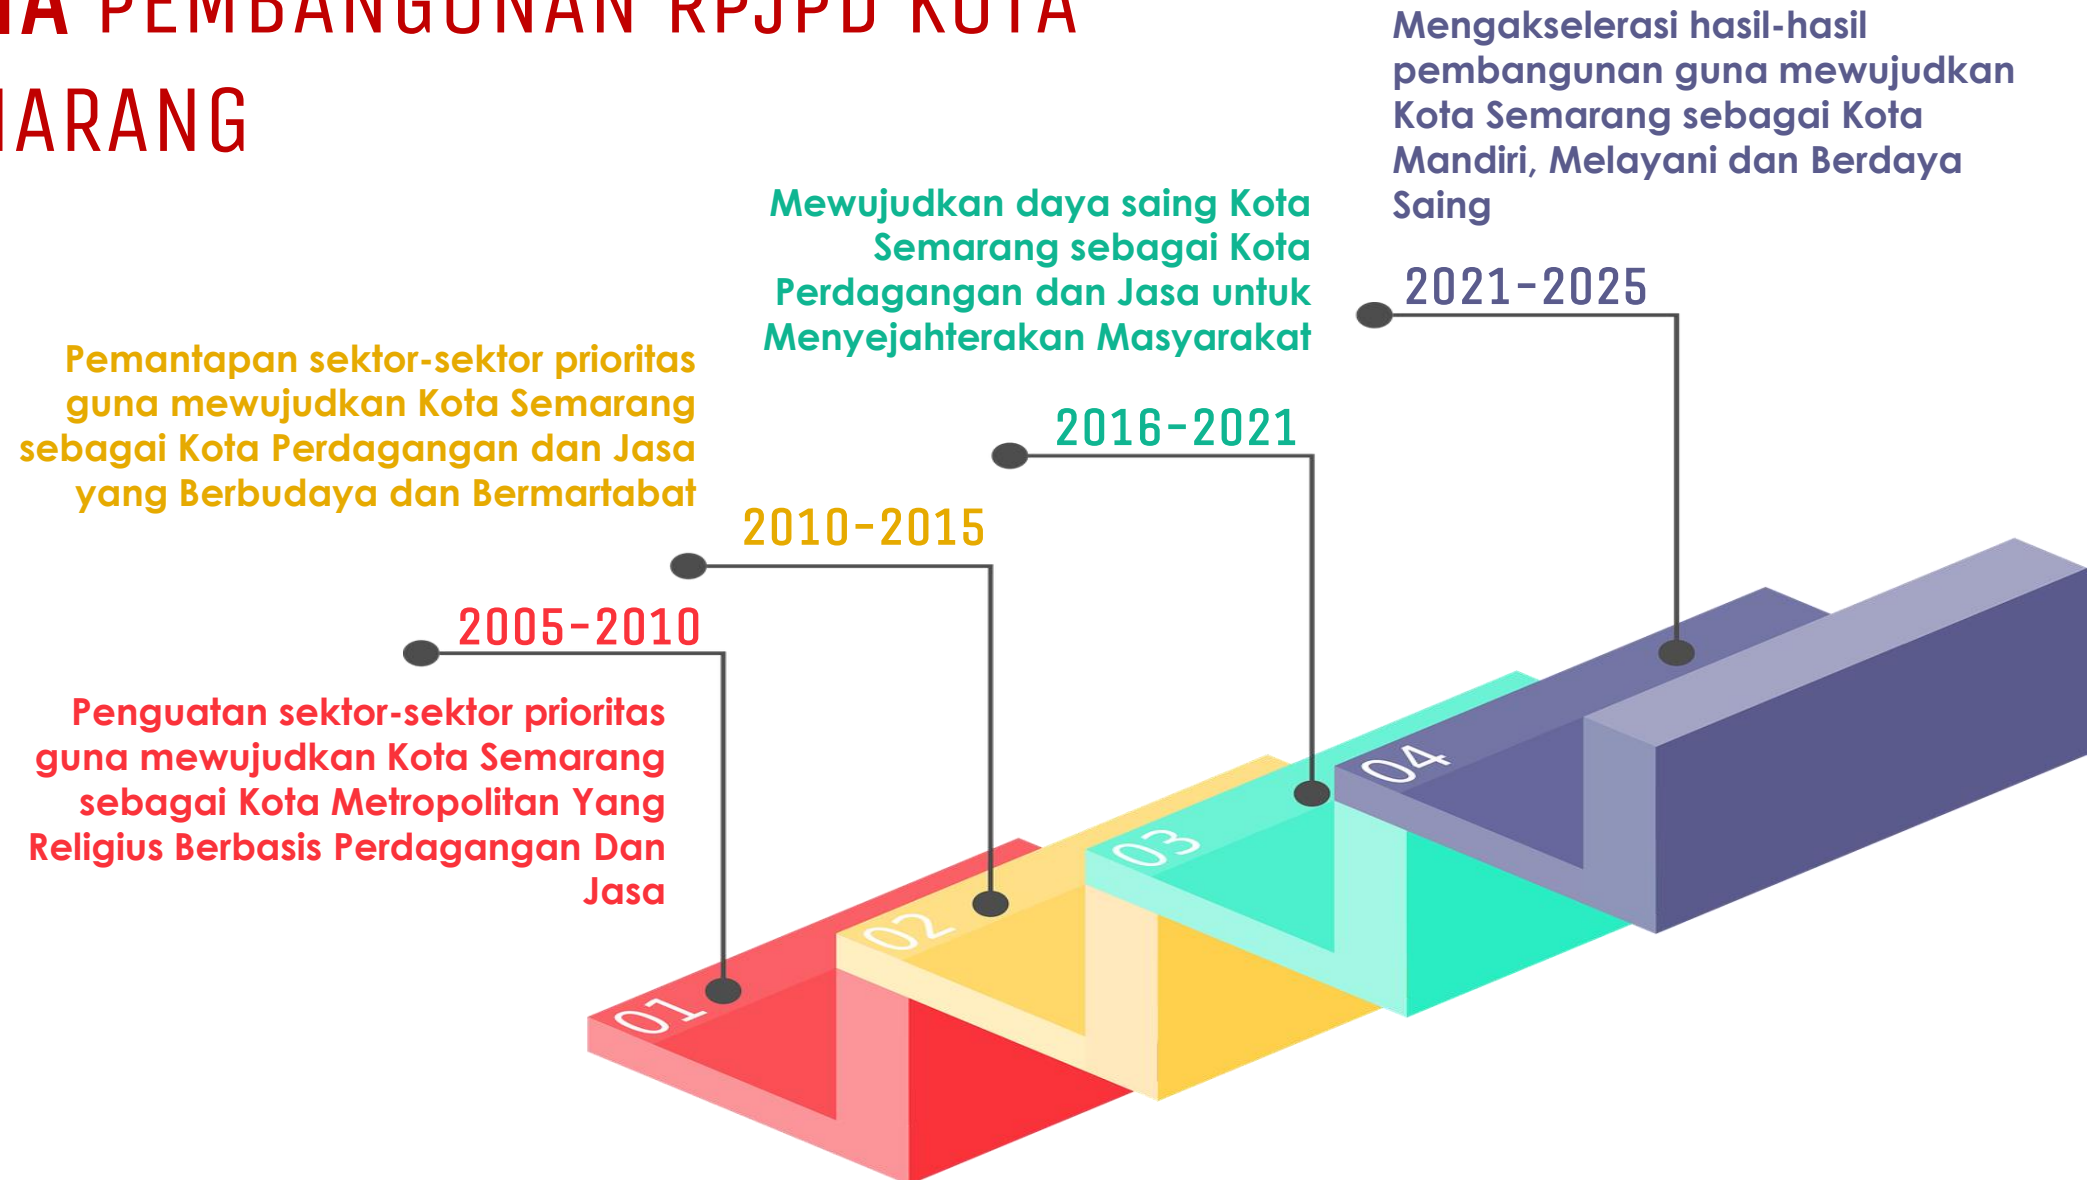 PEMBANGUNAN RPJPD KOTA
ARANG
Mengakselerasi hasil-hasil
pembangunan guna mewujudkan
Kota Semarang sebagai Kota
Mandiri, Melayani dan Berdaya
Saing
2021-2025
Mewujudkan daya saing Kota
Semarang sebagai Kota
Perdagangan dan Jasa untuk
Menyejahterakan Masyarakat
2016-2021
Pemantapan sektor-sektor prioritas
guna mewujudkan Kota Semarang
sebagai Kota Perdagangan dan Jasa
yang Berbudaya dan Bermartabat
2010-2015
2005-2010
Penguatan sektor-sektor prioritas
guna mewujudkan Kota Semarang
sebagai Kota Metropolitan Yang
Religius Berbasis Perdagangan Dan
Jasa
04
03
02
01